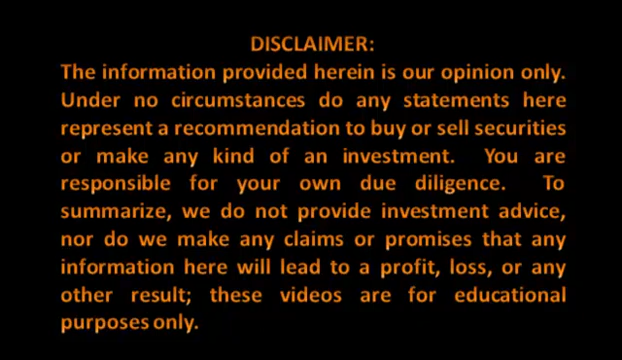 DISCLAIMER:
The information provided herein is our opinion only.
Under no circumstances do any statements here
represent a recommendation to buy or sell securities
or make any kind of an investment. You are
responsible for your own due diligence. To
summarize, we do not provide investment advice,
nor do we make any claims or promises that any
information here will lead to a profit, loss, or any
other result; these videos are for educational
purposes only.